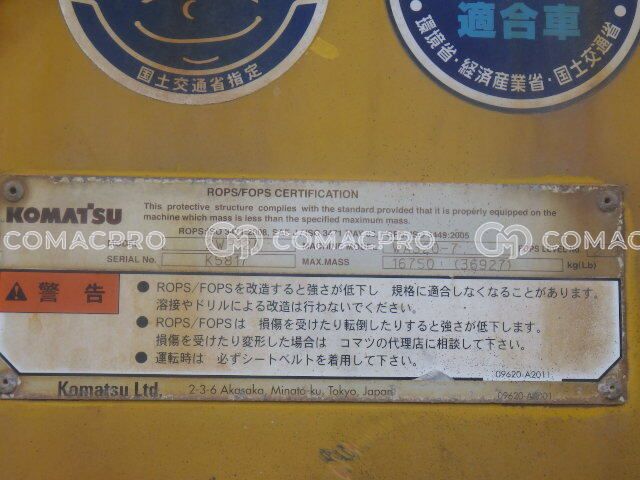 国土交通省指定
適合車
・環境省・経済産業省・国土交通省
ROPS/FOPS CERTIFICATION
This protective structure complies with the standard provided that it is properly equipped on the
machine which mass is less than the specified maximum mass.
KOMATSU
ROPS: ISO 3471:2008,
COMACPRO COMACPRO COMACPRO COMACPRO
SERIAL No. K581
MAX.MASS 16750 (36927) kg(Lb)
警告
● ROPS/FOPSを改造すると強さが低下し 規格に適合しなくなることがあります。
溶接やドリルによる改造は行わないでください。
● ROPS/FOPSは 損傷を受けたり転倒したりすると強さが低下します。
損傷を受けたり変形した場合は コマツの代理店に相談して下さい。
● 運転時は 必ずシートベルトを着用して下さい。
09620-A2011
Komatsu Ltd. 2-3-6 Akasaka, Minato-ku, Tokyo, Japan